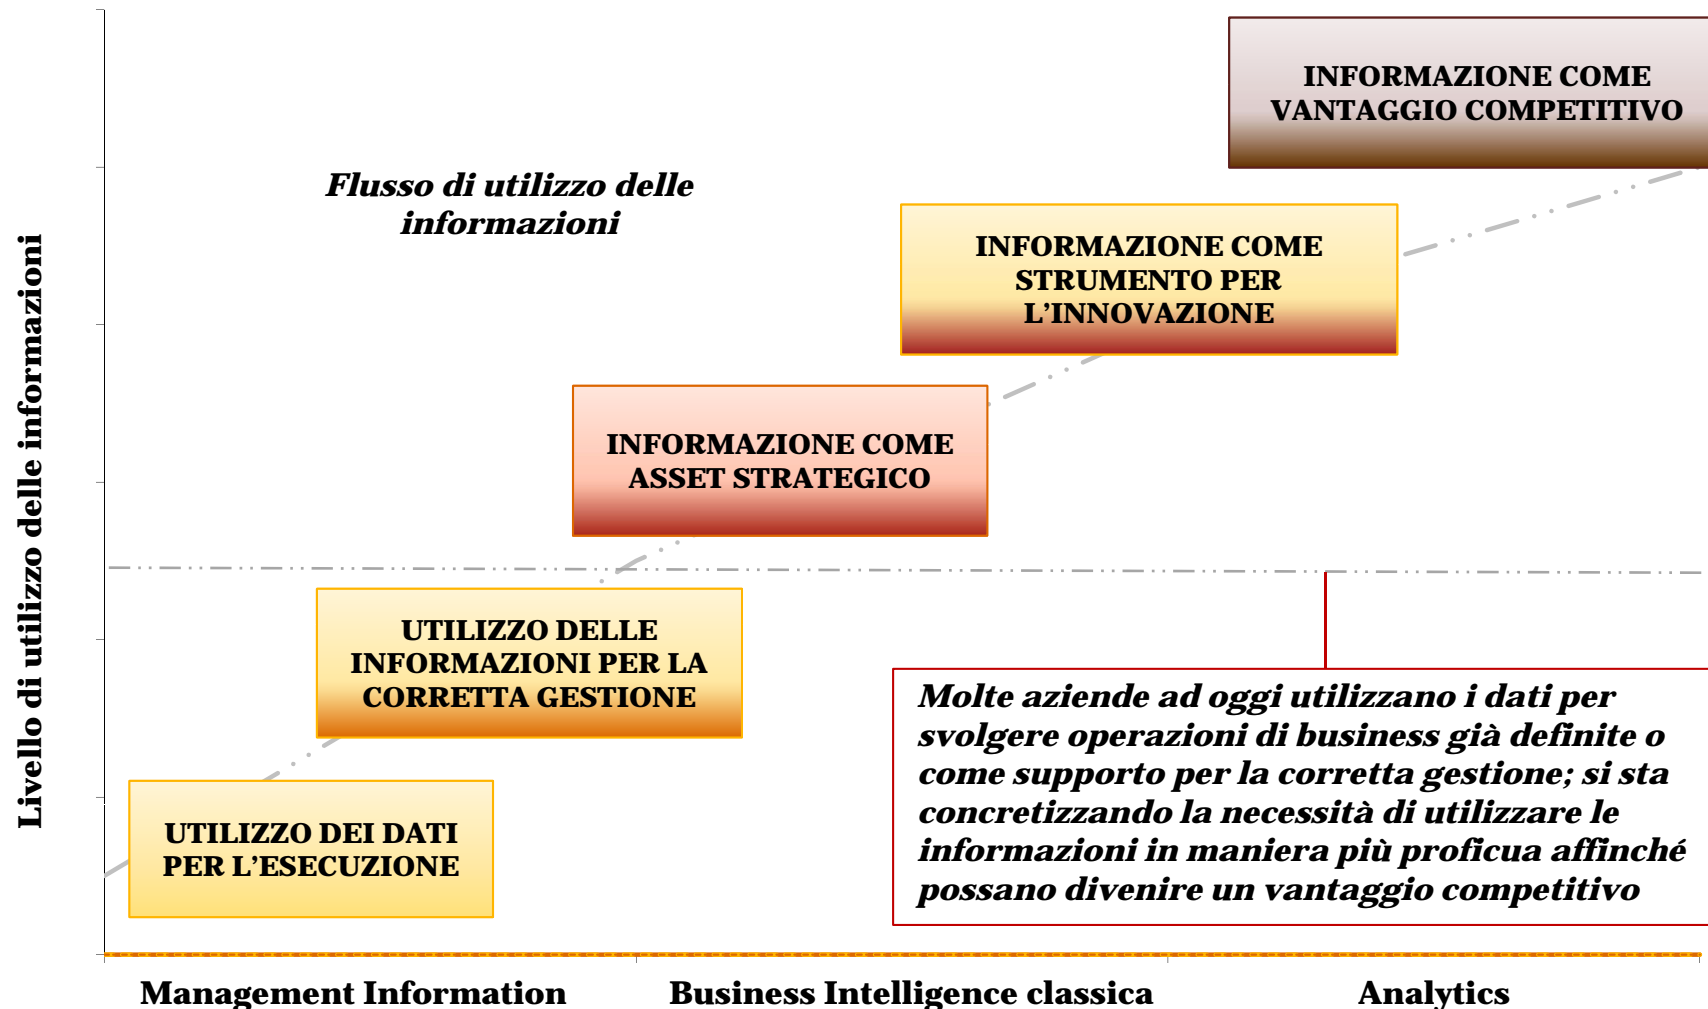 INFORMAZIONE COME
VANTAGGIO COMPETITIVO
Flusso di utilizzo delle
informazioni
INFORMAZIONE COME
STRUMENTO PER
L'INNOVAZIONE
Livello di utilizzo delle informazioni
INFORMAZIONE COME
ASSET STRATEGICO
UTILIZZO DELLE
INFORMAZIONI PER LA
CORRETTA GESTIONE
Molte aziende ad oggi utilizzano i dati per
svolgere operazioni di business già definite o
come supporto per la corretta gestione; si sta
concretizzando la necessità di utilizzare le
informazioni in maniera più proficua affinché
possano divenire un vantaggio competitivo
UTILIZZO DEI DATI
PER L'ESECUZIONE
Management Information
Business Intelligence classica
Analytics